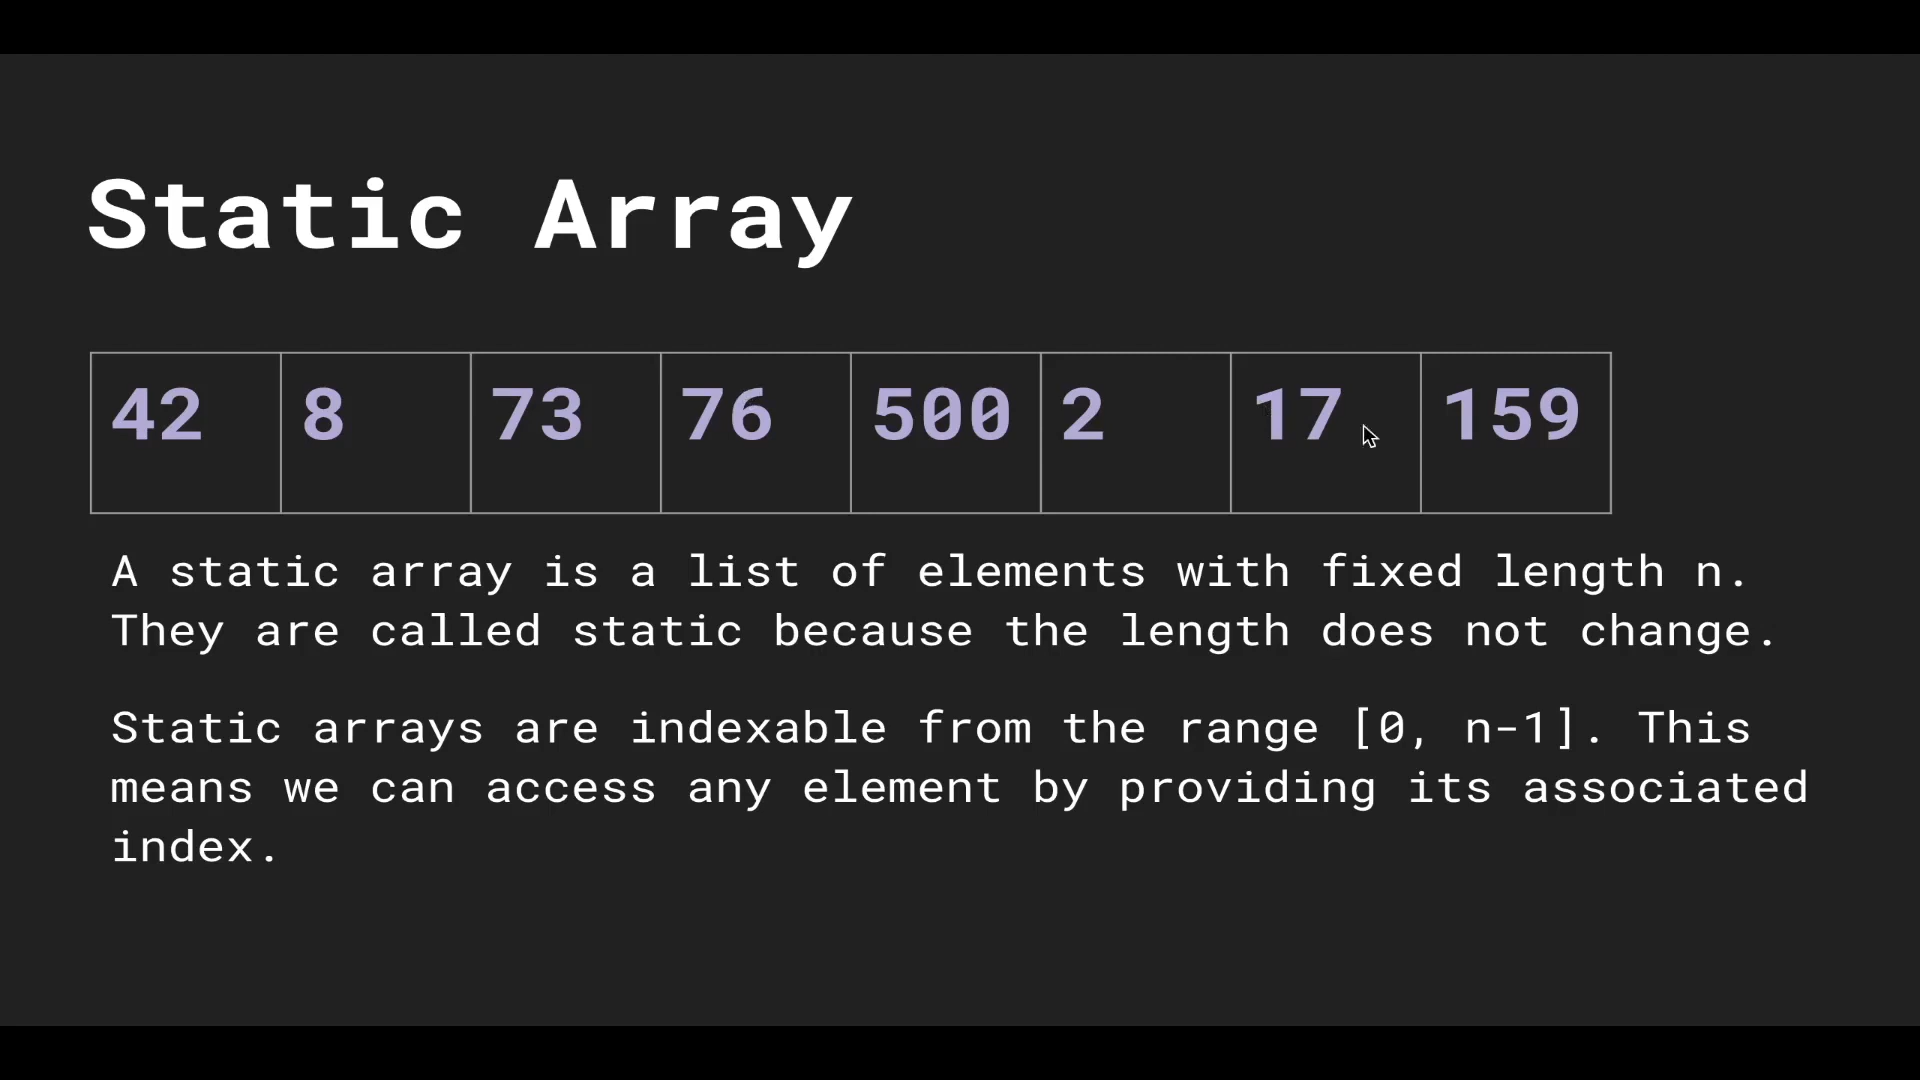 Static Array
42 8 73 76 500 2 17 159
A static array is a list of elements with fixed length n.
They are called static because the length does not change.
Static arrays are indexable from the range [0, n-1]. This
means we can access any element by providing its associated
index.